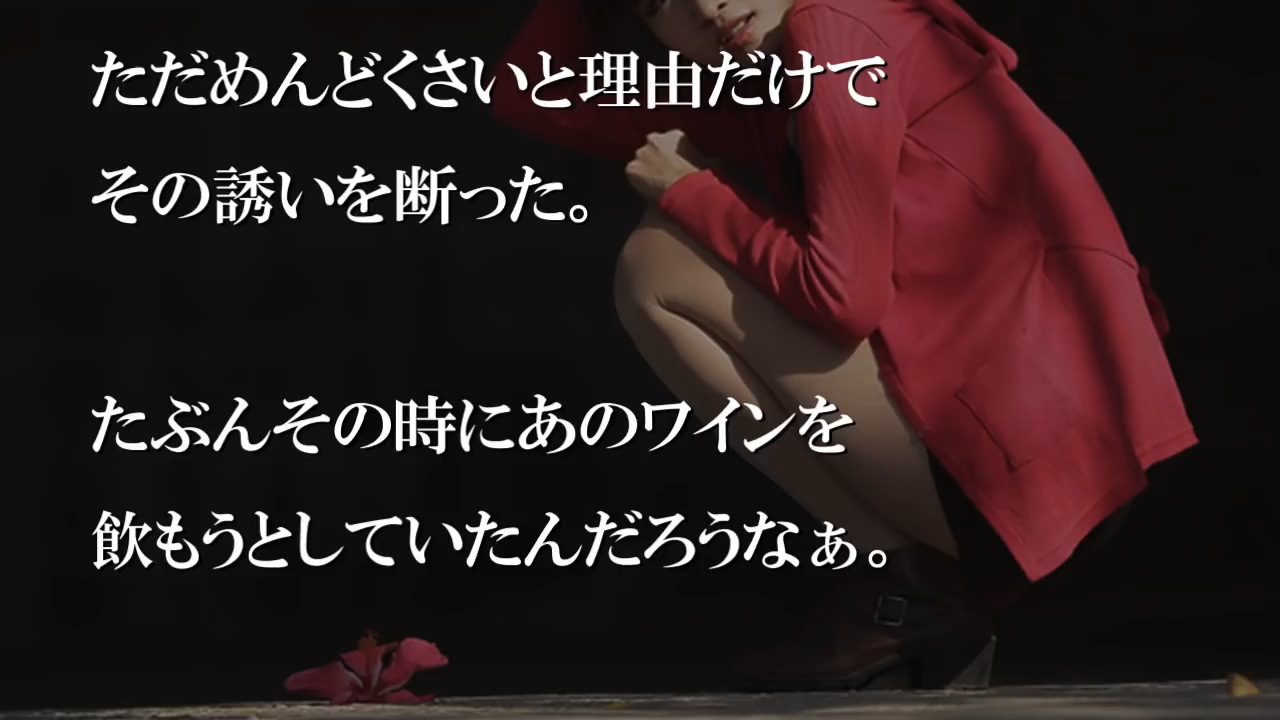 ただめんどくさいと理由だけで
その誘いを断った。
たぶんその時にあのワインを
飲もうとしていたんだろうなぁ。